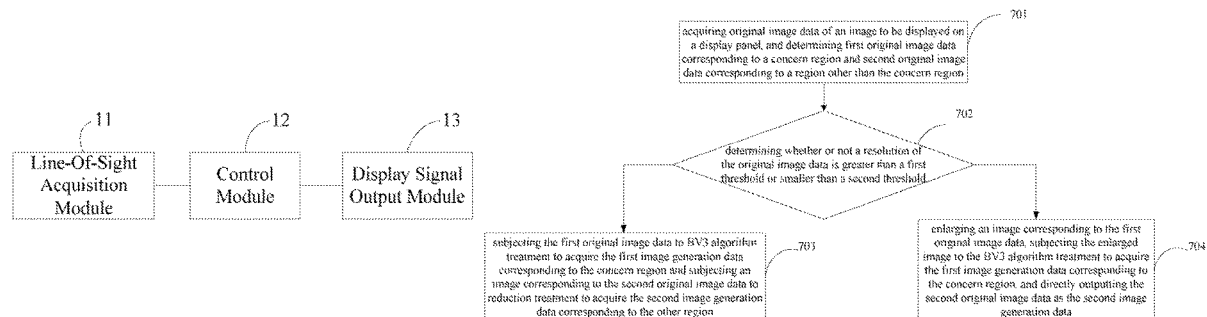 11
12
13
Line-Of-Sight
Acquisition
Module
Control
Module
Display Signal
Output Module
701
acquiring original image data of an image to be displayed on
a display panel, and determining first original image data
corresponding to a concern region and second original image
data corresponding to a region other than the concern region
702
determining whether or not a resolution of
the original image data is greater than a first
threshold or smaller than a second threshold
703
subjecting the first original image data to BV3 algorithm
treatment to acquire the first image generation data
corresponding to the concern region and subjecting an
image corresponding to the second original image data to
reduction treatment to acquire the second image generation
data corresponding to the other region
704
enlarging an image corresponding to the first
original image data, subjecting the enlarged
image to the BV3 algorithm treatment to acquire
the first image generation data corresponding to
the concern region, and directly outputting the
second original image data as the second image
generation data